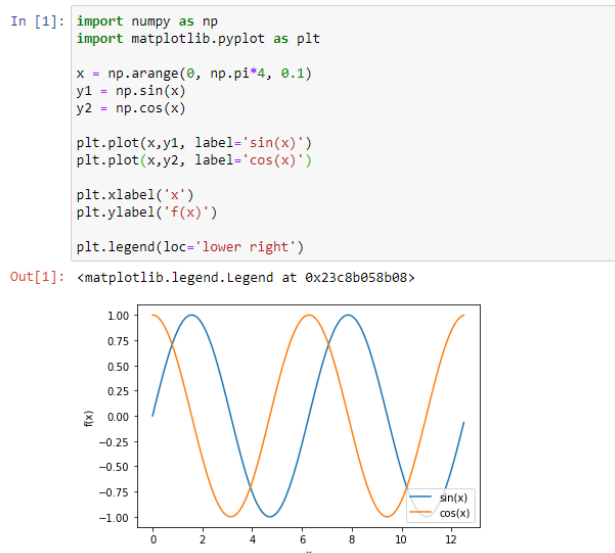 In [1]: import numpy as np
import matplotlib.pyplot as plt
x = np.arange(0, np.pi*4, 0.1)
y1 = np.sin(x)
y2 = np.cos(x)
plt.plot(x,y1, label='sin(x)')
plt.plot(x,y2, label='cos(x)')
plt.xlabel('x')
plt.ylabel('f(x)')
plt.legend(loc='lower right')
Out[1]: <matplotlib.legend.Legend at 0x23c8b058b08>
1.00
0.75
0.50
0.25
0.00
−0.25
−0.50
−0.75
−1.00
f(x)
sin(x)
cos(x)
0 2 4 6 8 10 12